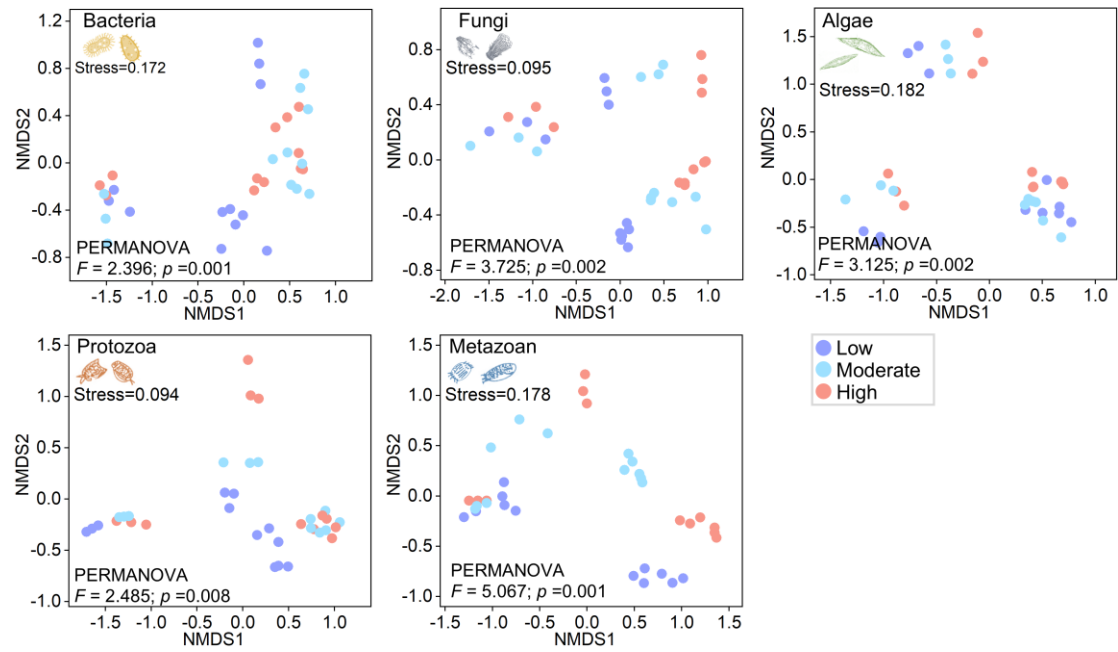 Bacteria
Stress=0.172
NMDS2
1.2
0.8
0.4
0.0
-0.4
-0.8
PERMANOVA
F = 2.396; p =0.001
-1.5 -1.0 -0.5 0.0 0.5 1.0
NMDS1
Fungi
Stress=0.095
NMDS2
0.8
0.4
0.0
-0.4
-0.8
PERMANOVA
F = 3.725; p =0.002
-2.0 -1.5 -1.0 -0.5 0.0 0.5 1.0
NMDS1
Algae
Stress=0.182
1.5
1.0
0.5
0.0
-0.5
-1.0
PERMANOVA
F = 3.125; p =0.002
-1.5 -1.0 -0.5 0.0 0.5 1.0
NMDS1
Protozoa
Stress=0.094
NMDS2
1.5
1.0
0.5
0.0
-0.5
-1.0
PERMANOVA
F = 2.485; p =0.008
-1.5 -1.0 -0.5 0.0 0.5 1.0
NMDS1
Metazoan
Stress=0.178
NMDS2
1.5
1.0
0.5
0.0
-0.5
-1.0
PERMANOVA
F = 5.067; p =0.001
-1.5 -1.0 -0.5 0.0 0.5 1.0 1.5
NMDS1
Low
Moderate
High